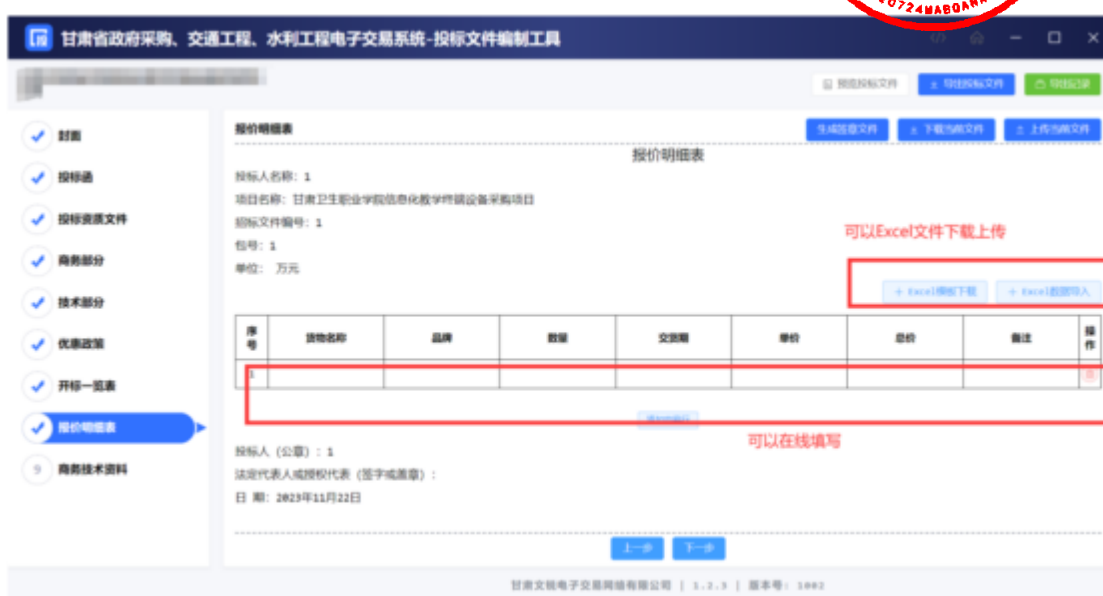 0724MABQANA
甘肃省政府采购、交通工程、水利工程电子交易系统-投标文件编制工具
预览投标文件 导出投标文件 导出记录
封面
投标函
投标资质文件
商务部分
技术部分
优惠政策
开标一览表
报价明细表
9 商务技术资料
报价明细表 生成签章文件 下载当前文件 上传当前文件
报价明细表
投标人名称：1
项目名称：甘肃卫生职业学院信息化教学终端设备采购项目
招标文件编号：1
包号：1
单位： 万元
可以Excel文件下载上传
+ Excel模板下载 + Excel数据导入
序号 货物名称 品牌 数量 交货期 单价 总价 备注 操作
1
可以在线填写
投标人（公章）：1
法定代表人或授权代表（签字或盖章）：
日 期：2023年11月22日
上一步 下一步
甘肃文锐电子交易网络有限公司 | 1.2.3 | 版本号：1002